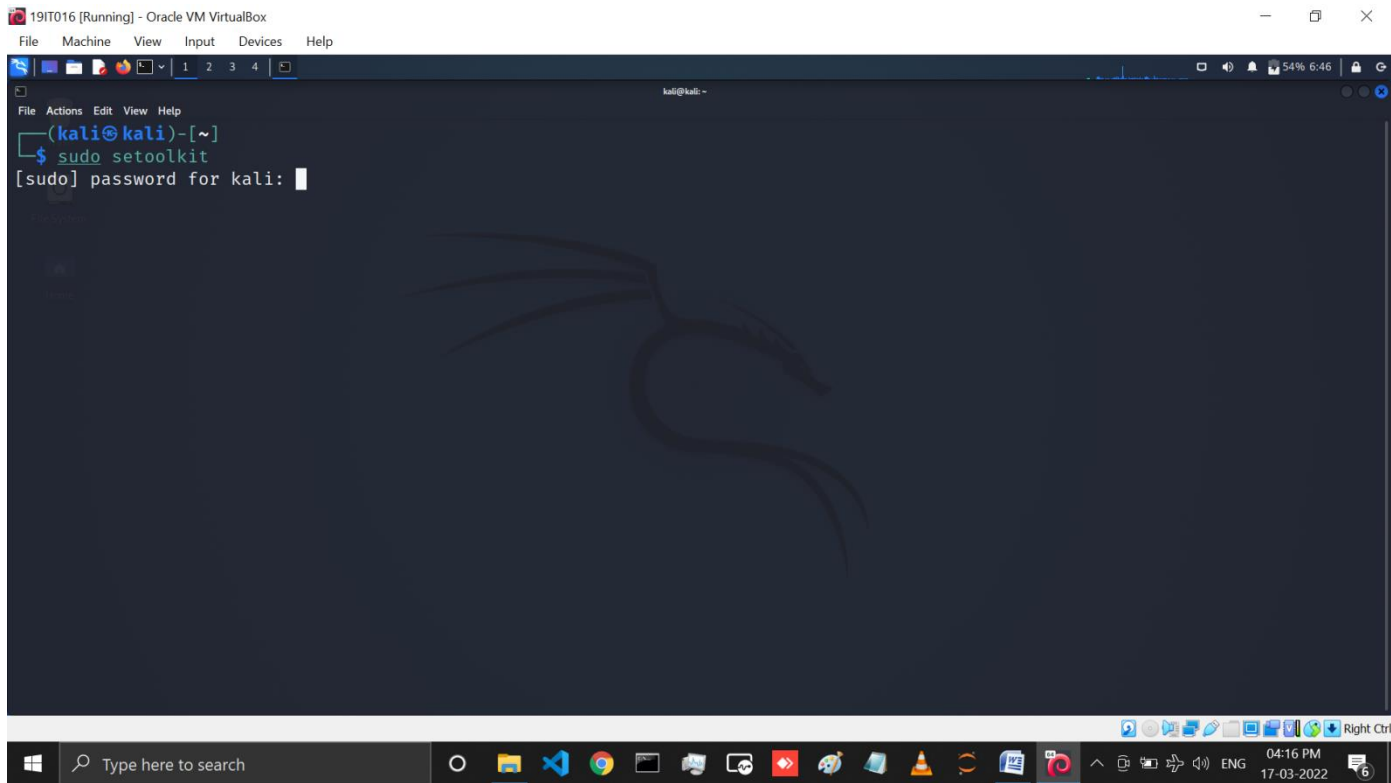 19IT016 [Running] - Oracle VM VirtualBox
File Machine View Input Devices Help
1 2 3 4
54% 6:46
kali@kali: ~
File Actions Edit View Help
(kali㉿kali)-[~]
$ sudo setoolkit
[sudo] password for kali:
Right Ctrl
Type here to search
ENG
04:16 PM
17-03-2022
6